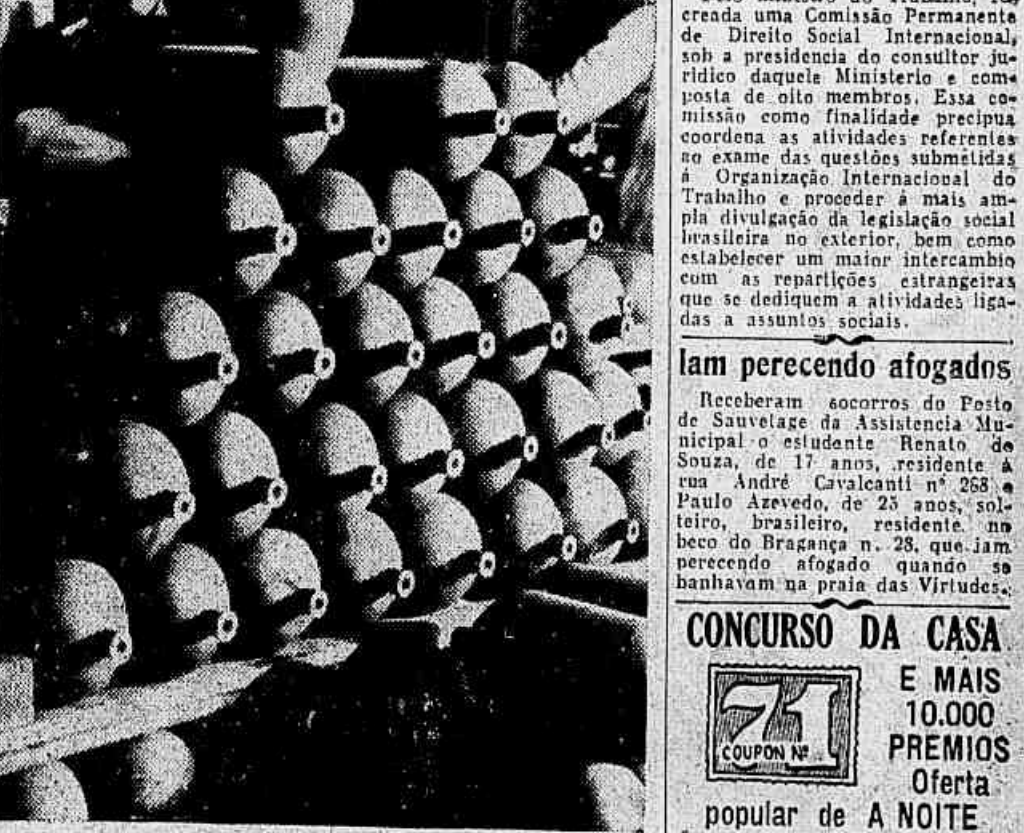 creada uma Comissão Permanente
de Direito Social Internacional,
sob a presidencia do consultor ju-
ridico daquele Ministerio e com-
posta de oito membros. Essa co-
missão como finalidade precipua
coordena as atividades referentes
ao exame das questões submetidas
á Organização Internacional do
Trabalho e proceder á mais am-
pla divulgação da legislação social
brasileira no exterior, bem como
estabelecer um maior intercambio
com as repartições estrangeiras
que se dediquem a atividades liga-
das a assuntos sociais.
Iam perecendo afogados
Receberam socorros do Posto
de Sauvetage da Assistencia Mu-
nicipal o estudante Renato de
Souza, de 17 anos, residente á
rua André Cavalcanti n° 268 e
Paulo Azevedo, de 23 anos, sol-
teiro, brasileiro, residente no
beco do Bragança n. 28, que iam
perecendo afogado quando se
banhavam na praia das Virtudes.
CONCURSO DA CASA
71
COUPON Nº
E MAIS
10.000
PREMIOS
Oferta
popular de A NOITE